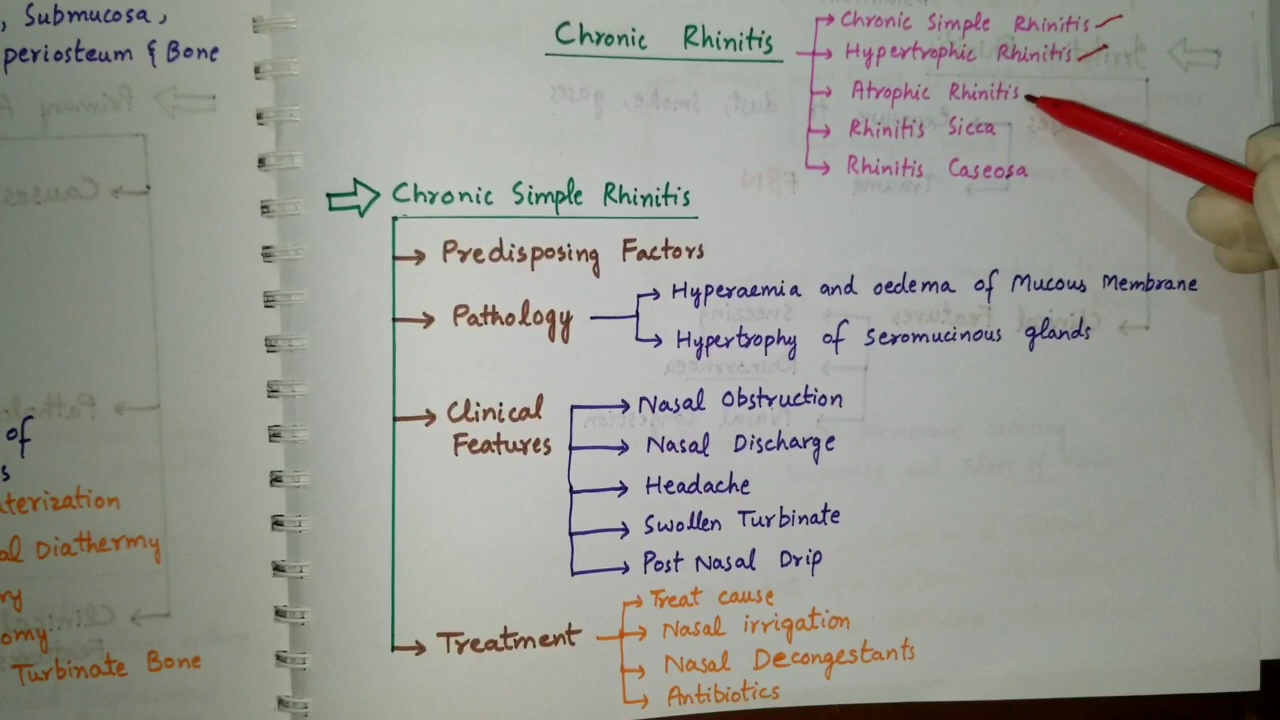 , Submucosa,
periosteum & Bone
of
s
terization
al Diathermy
ry
omy
Turbinate Bone
Chronic Rhinitis
Chronic Simple Rhinitis
Hypertrophic Rhinitis
Atrophic Rhinitis
Rhinitis Sicca
Rhinitis Caseosa
Chronic Simple Rhinitis
Predisposing Factors
Pathology
Hyperaemia and oedema of Mucous Membrane
Hypertrophy of Seromucinous glands
Clinical
Features
Nasal Obstruction
Nasal Discharge
Headache
Swollen Turbinate
Post Nasal Drip
Treatment
Treat cause
Nasal irrigation
Nasal Decongestants
Antibiotics